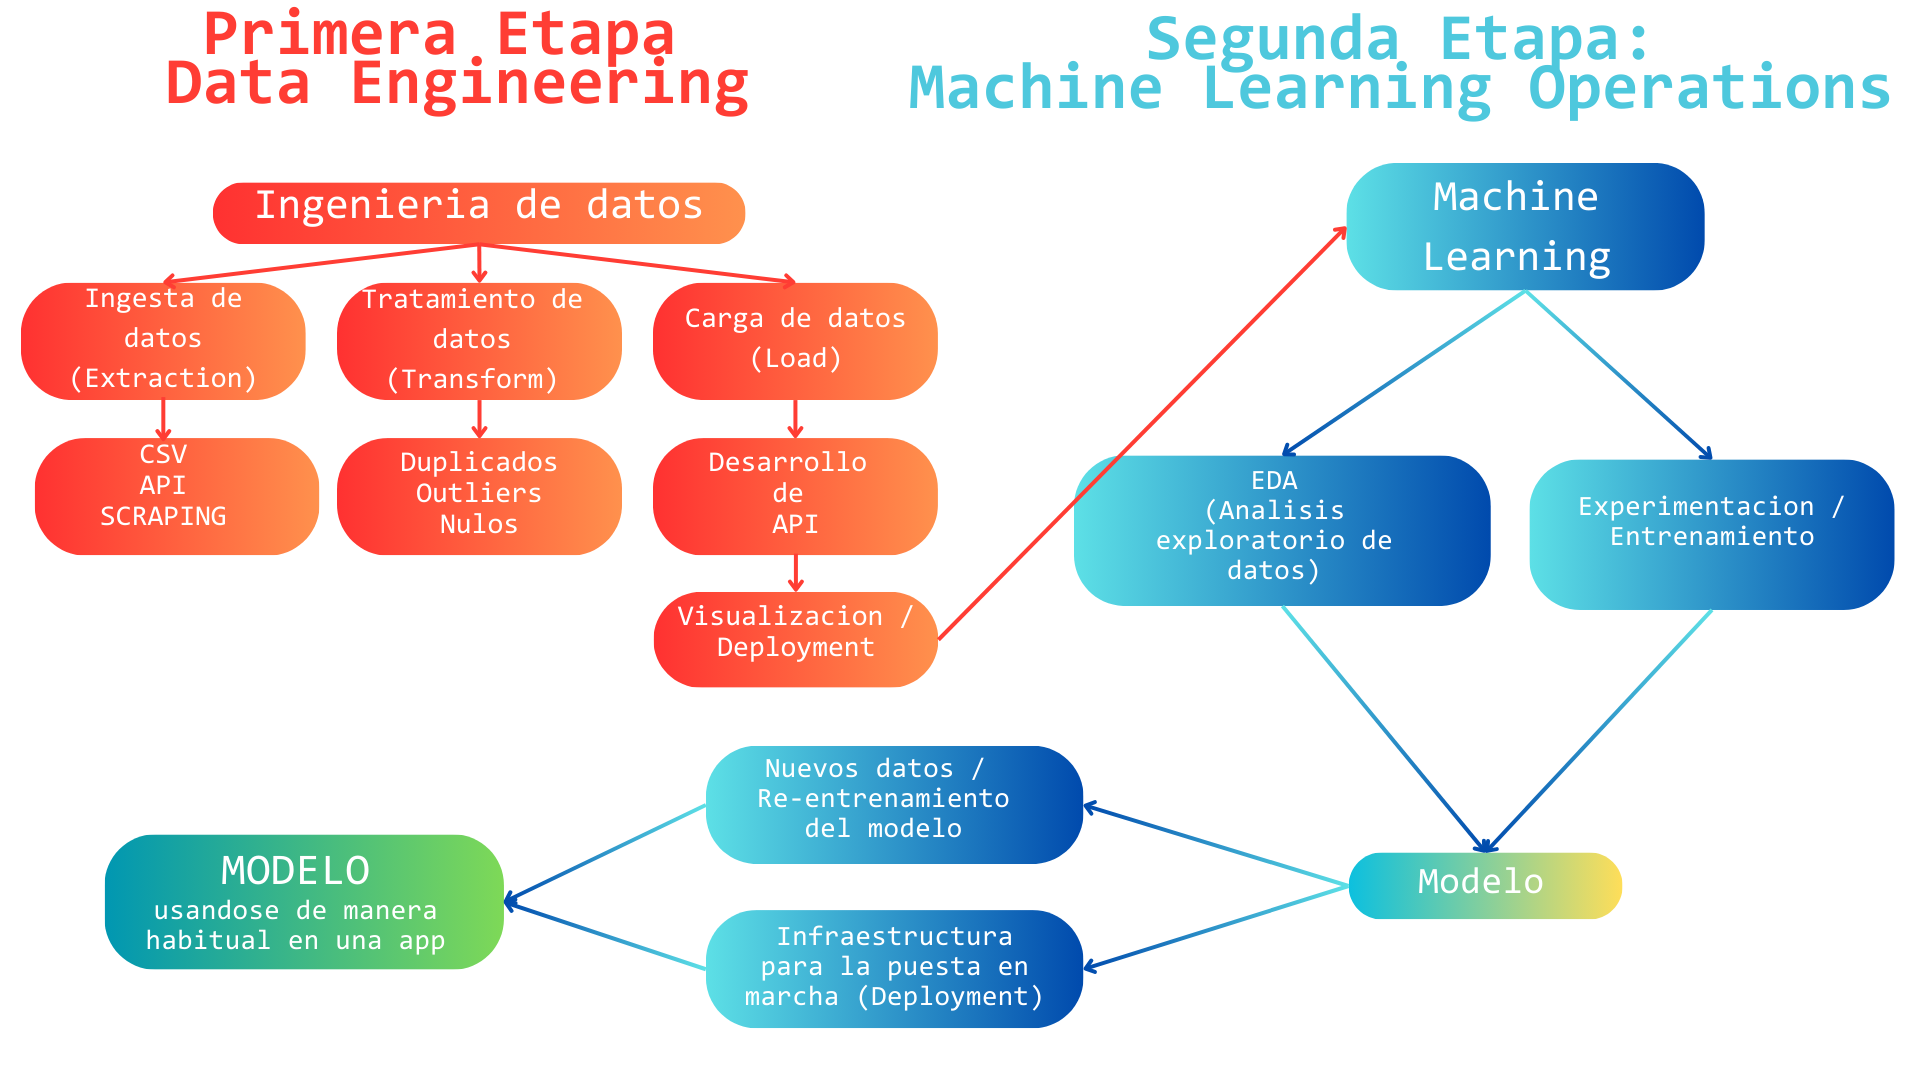 Primera Etapa
Data Engineering
Segunda Etapa:
Machine Learning Operations
Ingenieria de datos
Ingesta de
datos
(Extraction)
Tratamiento de
datos
(Transform)
Carga de datos
(Load)
CSV
API
SCRAPING
Duplicados
Outliers
Nulos
Desarrollo
de
API
Visualizacion /
Deployment
Machine
Learning
EDA
(Analisis
exploratorio de
datos)
Experimentacion /
Entrenamiento
Modelo
Nuevos datos /
Re-entrenamiento
del modelo
Infraestructura
para la puesta en
marcha (Deployment)
MODELO
usandose de manera
habitual en una app